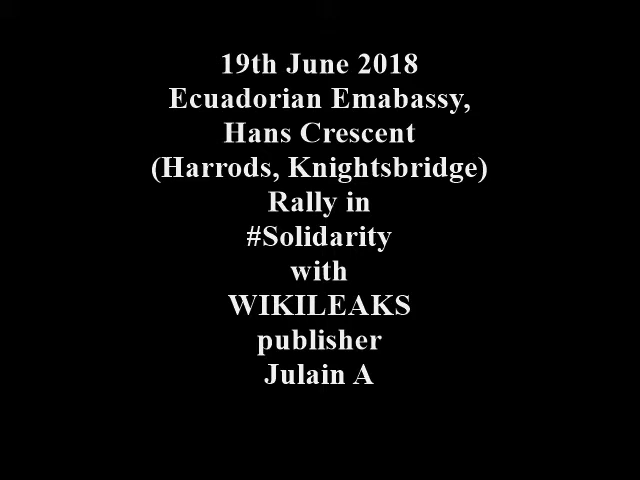 19th June 2018
Ecuadorian Emabassy,
Hans Crescent
(Harrods, Knightsbridge)
Rally in
#Solidarity
with
WIKILEAKS
publisher
Julain A